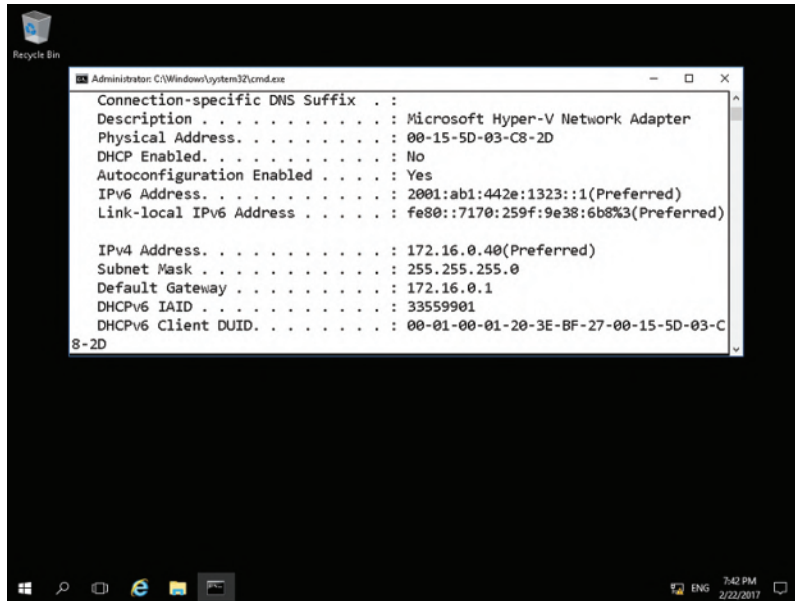 Recycle Bin
Administrator: C:\Windows\system32\cmd.exe
Connection-specific DNS Suffix  . :
Description . . . . . . . . . . . : Microsoft Hyper-V Network Adapter
Physical Address. . . . . . . . . : 00-15-5D-03-C8-2D
DHCP Enabled. . . . . . . . . . . : No
Autoconfiguration Enabled . . . . : Yes
IPv6 Address. . . . . . . . . . . : 2001:ab1:442e:1323::1(Preferred)
Link-local IPv6 Address . . . . . : fe80::7170:259f:9e38:6b8%3(Preferred)
IPv4 Address. . . . . . . . . . . : 172.16.0.40(Preferred)
Subnet Mask . . . . . . . . . . . : 255.255.255.0
Default Gateway . . . . . . . . . : 172.16.0.1
DHCPv6 IAID . . . . . . . . . . . : 33559901
DHCPv6 Client DUID. . . . . . . . : 00-01-00-01-20-3E-BF-27-00-15-5D-03-C
8-2D
ENG
7:42 PM
2/22/2017